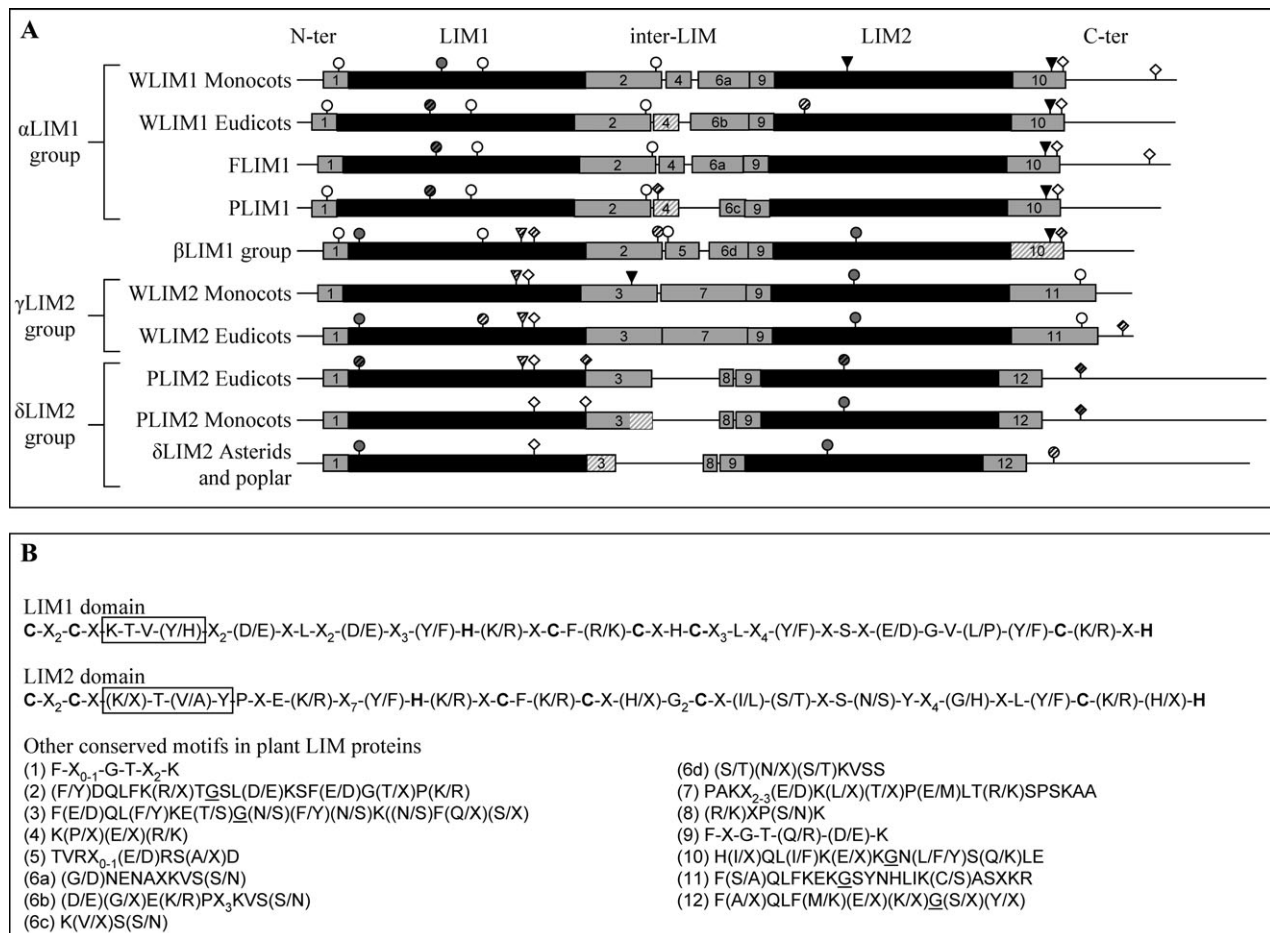 A
N-ter LIM1 inter-LIM LIM2 C-ter
αLIM1 group
WLIM1 Monocots 1 2 4 6a 9 10
WLIM1 Eudicots 1 2 4 6b 9 10
FLIM1 1 2 4 6a 9 10
PLIM1 1 2 4 6c 9 10
βLIM1 group 1 2 5 6d 9 10
γLIM2 group
WLIM2 Monocots 1 3 7 9 11
WLIM2 Eudicots 1 3 7 9 11
δLIM2 group
PLIM2 Eudicots 1 3 8 9 12
PLIM2 Monocots 1 3 8 9 12
δLIM2 Asterids and poplar 1 3 8 9 12
B
LIM1 domain
C-X2-C-X-K-T-V-(Y/H)-X2-(D/E)-X-L-X2-(D/E)-X3-(Y/F)-H-(K/R)-X-C-F-(R/K)-C-X-H-C-X3-L-X4-(Y/F)-X-S-X-(E/D)-G-V-(L/P)-(Y/F)-C-(K/R)-X-H
LIM2 domain
C-X2-C-X-(K/X)-T-(V/A)-Y-P-X-E-(K/R)-X7-(Y/F)-H-(K/R)-X-C-F-(K/R)-C-X-(H/X)-G2-C-X-(I/L)-(S/T)-X-S-(N/S)-Y-X4-(G/H)-X-L-(Y/F)-C-(K/R)-(H/X)-H
Other conserved motifs in plant LIM proteins
(1) F-X0-1-G-T-X2-K
(2) (F/Y)DQLFK(R/X)TGSL(D/E)KSF(E/D)G(T/X)P(K/R)
(3) F(E/D)QL(F/Y)KE(T/S)G(N/S)(F/Y)(N/S)K((N/S)F(Q/X)(S/X)
(4) K(P/X)(E/X)(R/K)
(5) TVRX0-1(E/D)RS(A/X)D
(6a) (G/D)NENAXKVS(S/N)
(6b) (D/E)(G/X)E(K/R)PX3KVS(S/N)
(6c) K(V/X)S(S/N)
(6d) (S/T)(N/X)(S/T)KVSS
(7) PAKX2-3(E/D)K(L/X)(T/X)P(E/M)LT(R/K)SPSKAA
(8) (R/K)XP(S/N)K
(9) F-X-G-T-(Q/R)-(D/E)-K
(10) H(I/X)QL(I/F)K(E/X)KGN(L/F/Y)S(Q/K)LE
(11) F(S/A)QLFKEKGSYNHLIK(C/S)ASXKR
(12) F(A/X)QLF(M/K)(E/X)(K/X)G(S/X)(Y/X)